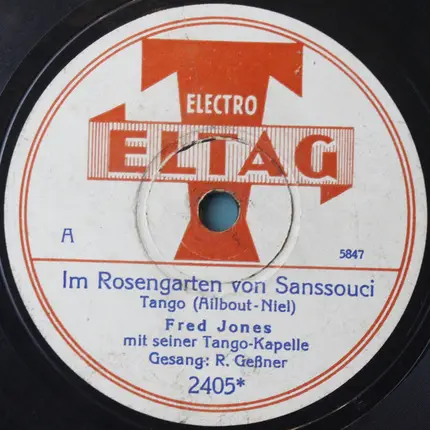 ELECTRO
ELTAG
A
5847
Im Rosengarten von Sanssouci
Tango (Ailbout-Niel)
Fred Jones
mit seiner Tango-Kapelle
Gesang: R. Geßner
2405*